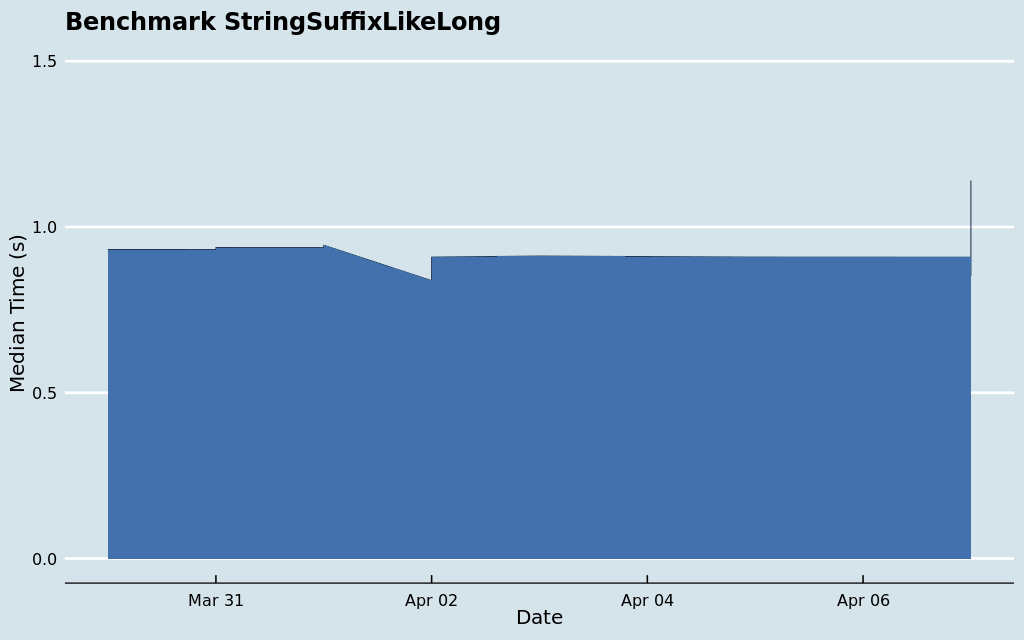 Benchmark StringSuffixLikeLong
1.5
1.0
0.5
0.0
Median Time (s)
Mar 31
Apr 02
Apr 04
Apr 06
Date